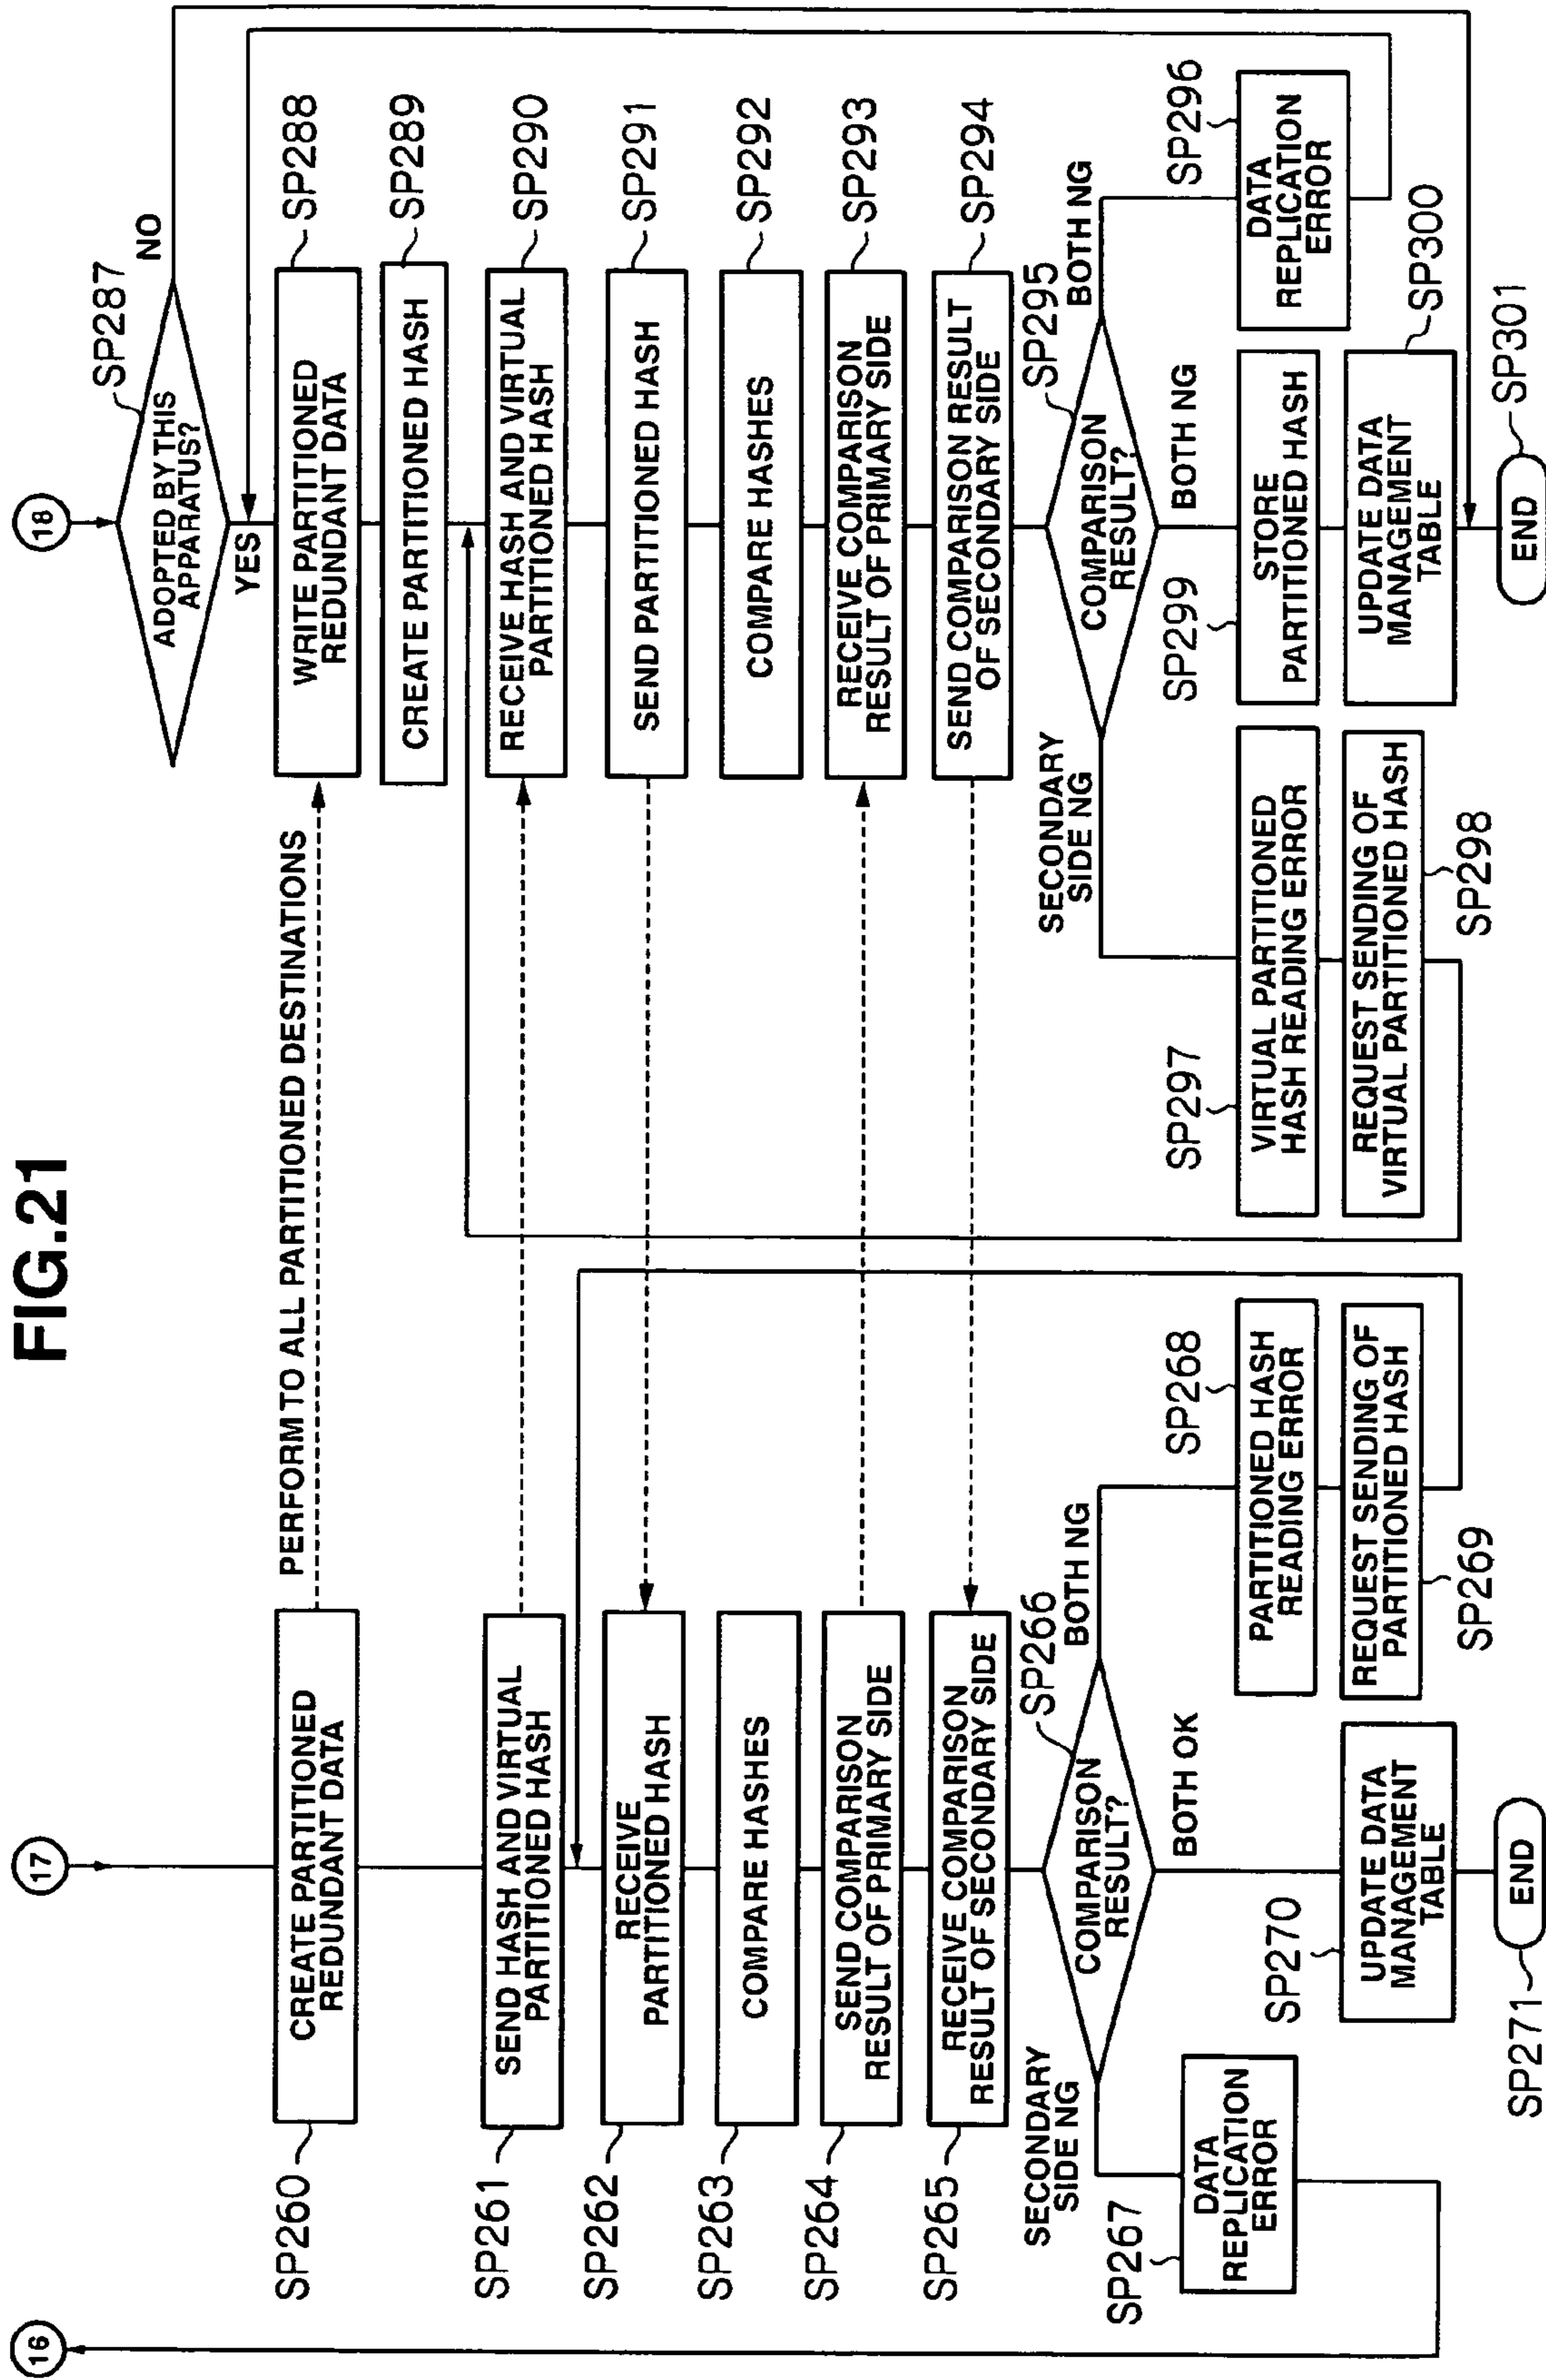 FIG.21
16
17
SP260
CREATE PARTITIONED
REDUNDANT DATA
PERFORM TO ALL PARTITIONED DESTINATIONS
SP261
SEND HASH AND VIRTUAL
PARTITIONED HASH
SP262
RECEIVE
PARTITIONED HASH
SP263
COMPARE HASHES
SP264
SEND COMPARISON
RESULT OF PRIMARY SIDE
SP265
RECEIVE COMPARISON
RESULT OF SECONDARY SIDE
SP266
COMPARISON
RESULT?
SECONDARY
SIDE NG
BOTH NG
BOTH OK
SP267
DATA
REPLICATION
ERROR
SP268
PARTITIONED HASH
READING ERROR
REQUEST SENDING OF
PARTITIONED HASH
SP269
SP270
UPDATE DATA
MANAGEMENT
TABLE
SP271
END
18
SP287
ADOPTED BY THIS
APPARATUS?
NO
YES
WRITE PARTITIONED
REDUNDANT DATA
SP288
CREATE PARTITIONED HASH
SP289
RECEIVE HASH AND VIRTUAL
PARTITIONED HASH
SP290
SEND PARTITIONED HASH
SP291
COMPARE HASHES
SP292
RECEIVE COMPARISON
RESULT OF PRIMARY SIDE
SP293
SEND COMPARISON RESULT
OF SECONDARY SIDE
SP294
SP295
COMPARISON
RESULT?
SECONDARY
SIDE NG
BOTH NG
BOTH NG
SP296
DATA
REPLICATION
ERROR
SP297
VIRTUAL PARTITIONED
HASH READING ERROR
REQUEST SENDING OF
VIRTUAL PARTITIONED HASH
SP298
SP299
STORE
PARTITIONED HASH
SP300
UPDATE DATA
MANAGEMENT
TABLE
SP301
END